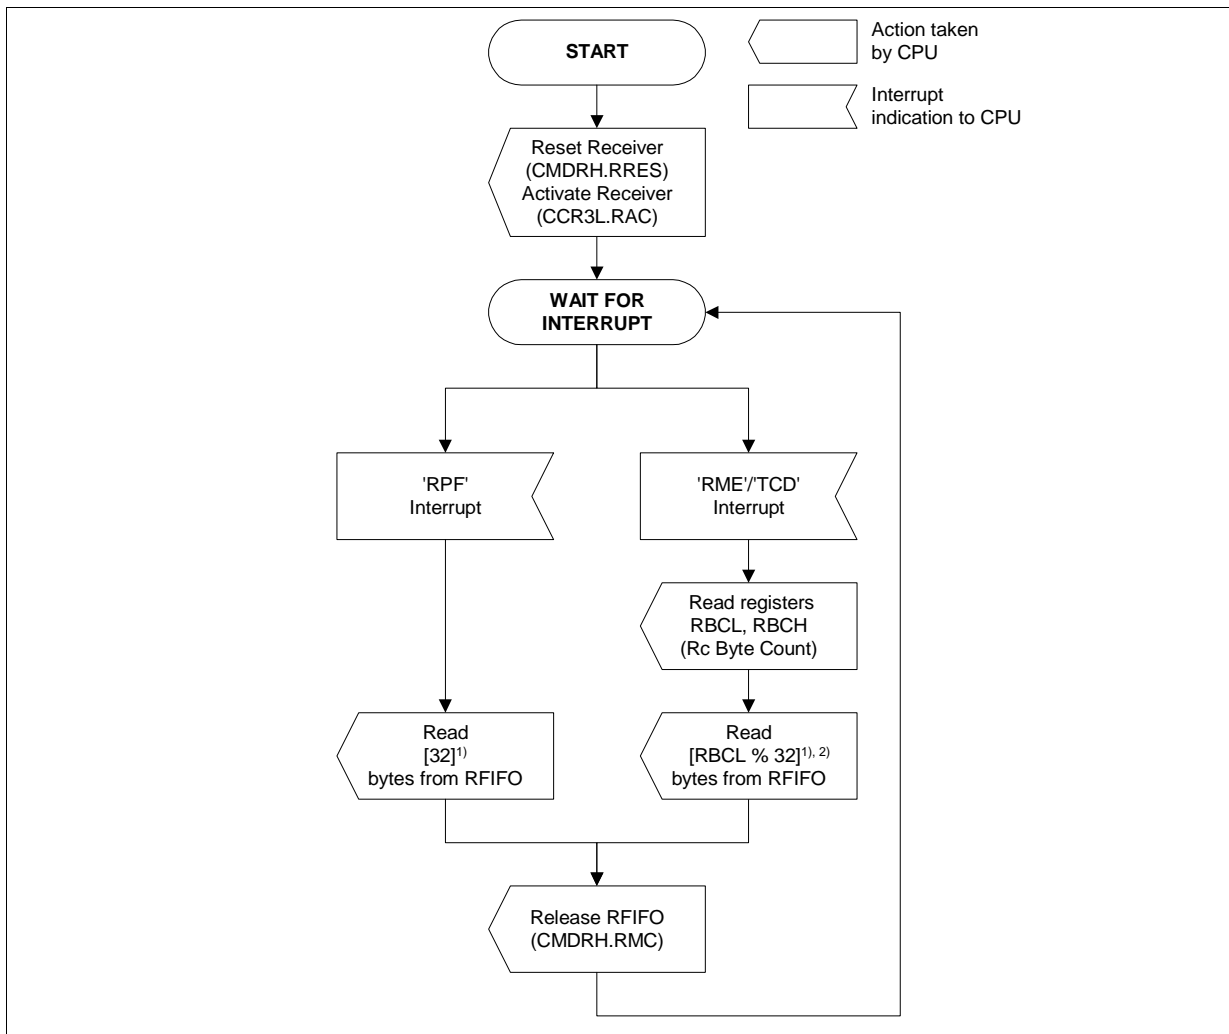 START
Action taken
by CPU
Interrupt
indication to CPU
Reset Receiver
(CMDRH.RRES)
Activate Receiver
(CCR3L.RAC)
WAIT FOR
INTERRUPT
'RPF'
Interrupt
'RME'/'TCD'
Interrupt
Read registers
RBCL, RBCH
(Rc Byte Count)
Read
[32]1)
bytes from RFIFO
Read
[RBCL % 32]1), 2)
bytes from RFIFO
Release RFIFO
(CMDRH.RMC)